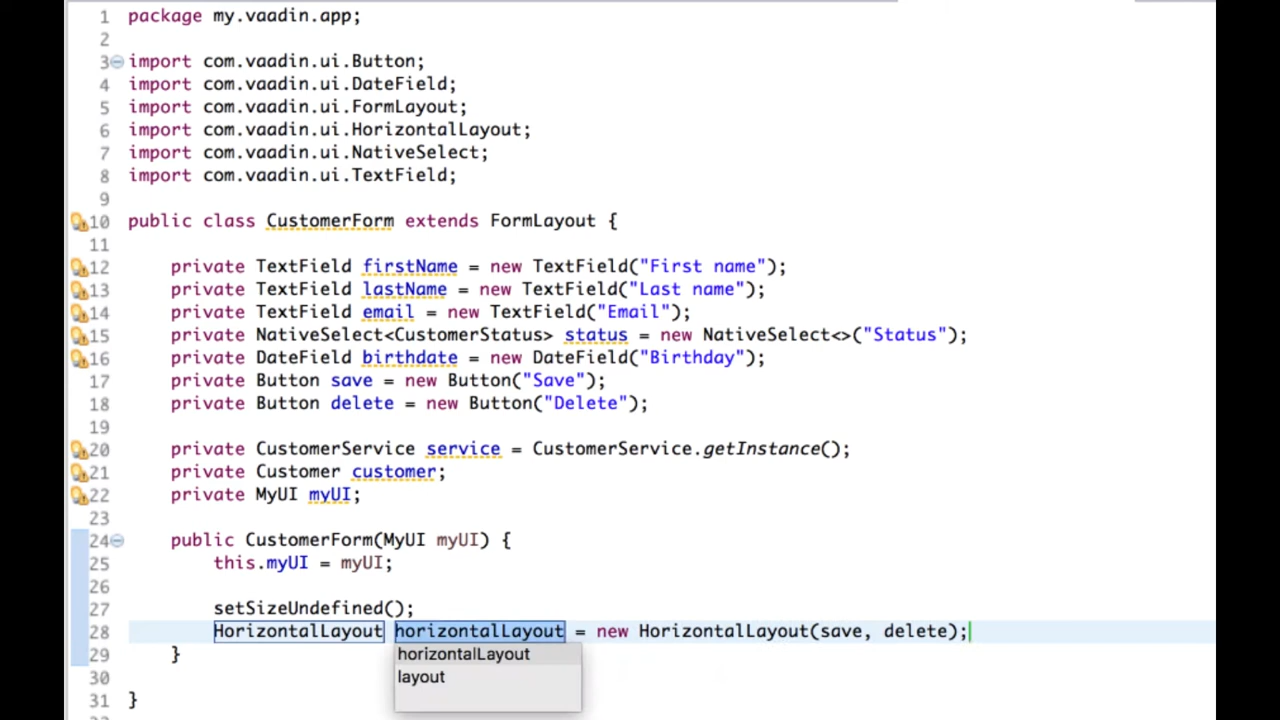 1 package my.vaadin.app;
2
3 import com.vaadin.ui.Button;
4 import com.vaadin.ui.DateField;
5 import com.vaadin.ui.FormLayout;
6 import com.vaadin.ui.HorizontalLayout;
7 import com.vaadin.ui.NativeSelect;
8 import com.vaadin.ui.TextField;
9
10 public class CustomerForm extends FormLayout {
11
12 private TextField firstName = new TextField("First name");
13 private TextField lastName = new TextField("Last name");
14 private TextField email = new TextField("Email");
15 private NativeSelect<CustomerStatus> status = new NativeSelect<>("Status");
16 private DateField birthdate = new DateField("Birthday");
17 private Button save = new Button("Save");
18 private Button delete = new Button("Delete");
19
20 private CustomerService service = CustomerService.getInstance();
21 private Customer customer;
22 private MyUI myUI;
23
24 public CustomerForm(MyUI myUI) {
25 this.myUI = myUI;
26
27 setSizeUndefined();
28 HorizontalLayout horizontalLayout = new HorizontalLayout(save, delete);
29 }
horizontalLayout
layout
30
31 }